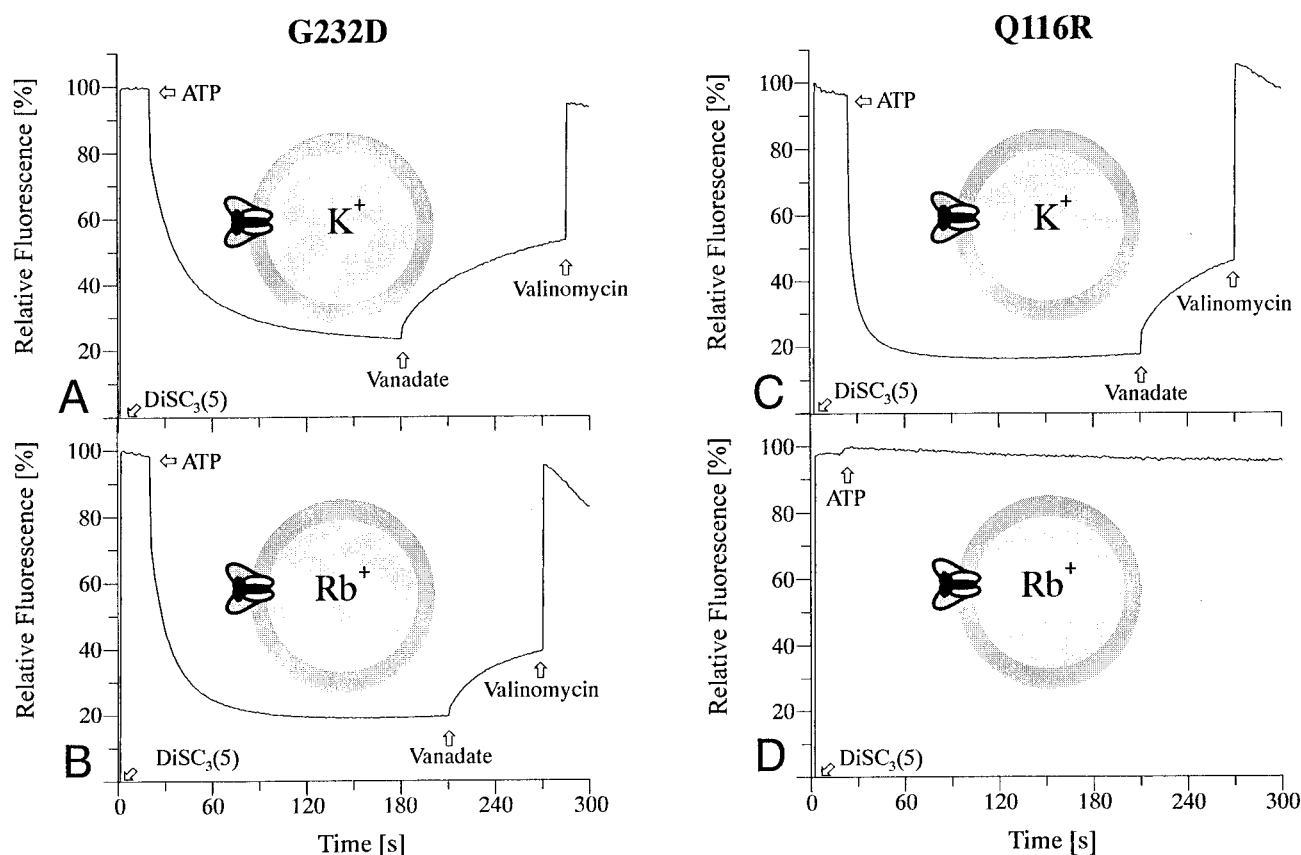 G232D
Relative Fluorescence [%]
100
80
60
40
20
⇦ ATP
K+
Vanadate
Valinomycin
DiSC3(5)
A
Relative Fluorescence [%]
100
80
60
40
20
⇦ ATP
Rb+
Vanadate
Valinomycin
DiSC3(5)
B
0 60 120 180 240 300
Time [s]
Q116R
Relative Fluorescence [%]
100
80
60
40
20
⇦ ATP
K+
Vanadate
Valinomycin
DiSC3(5)
C
Relative Fluorescence [%]
100
80
60
40
20
ATP
Rb+
DiSC3(5)
D
0 60 120 180 240 300
Time [s]